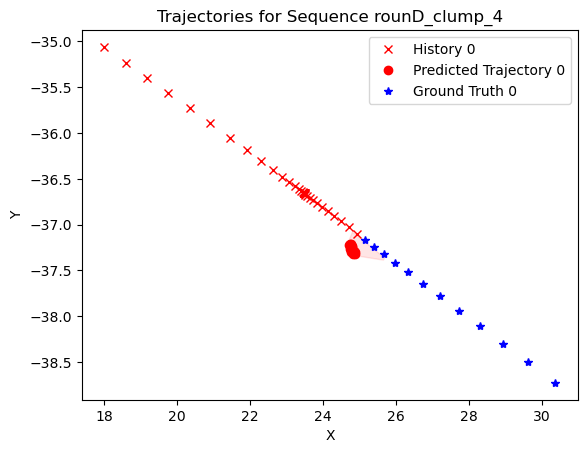 Trajectories for Sequence rounD_clump_4
History 0
Predicted Trajectory 0
Ground Truth 0
Y
−35.0
−35.5
−36.0
−36.5
−37.0
−37.5
−38.0
−38.5
18 20 22 24 26 28 30
X